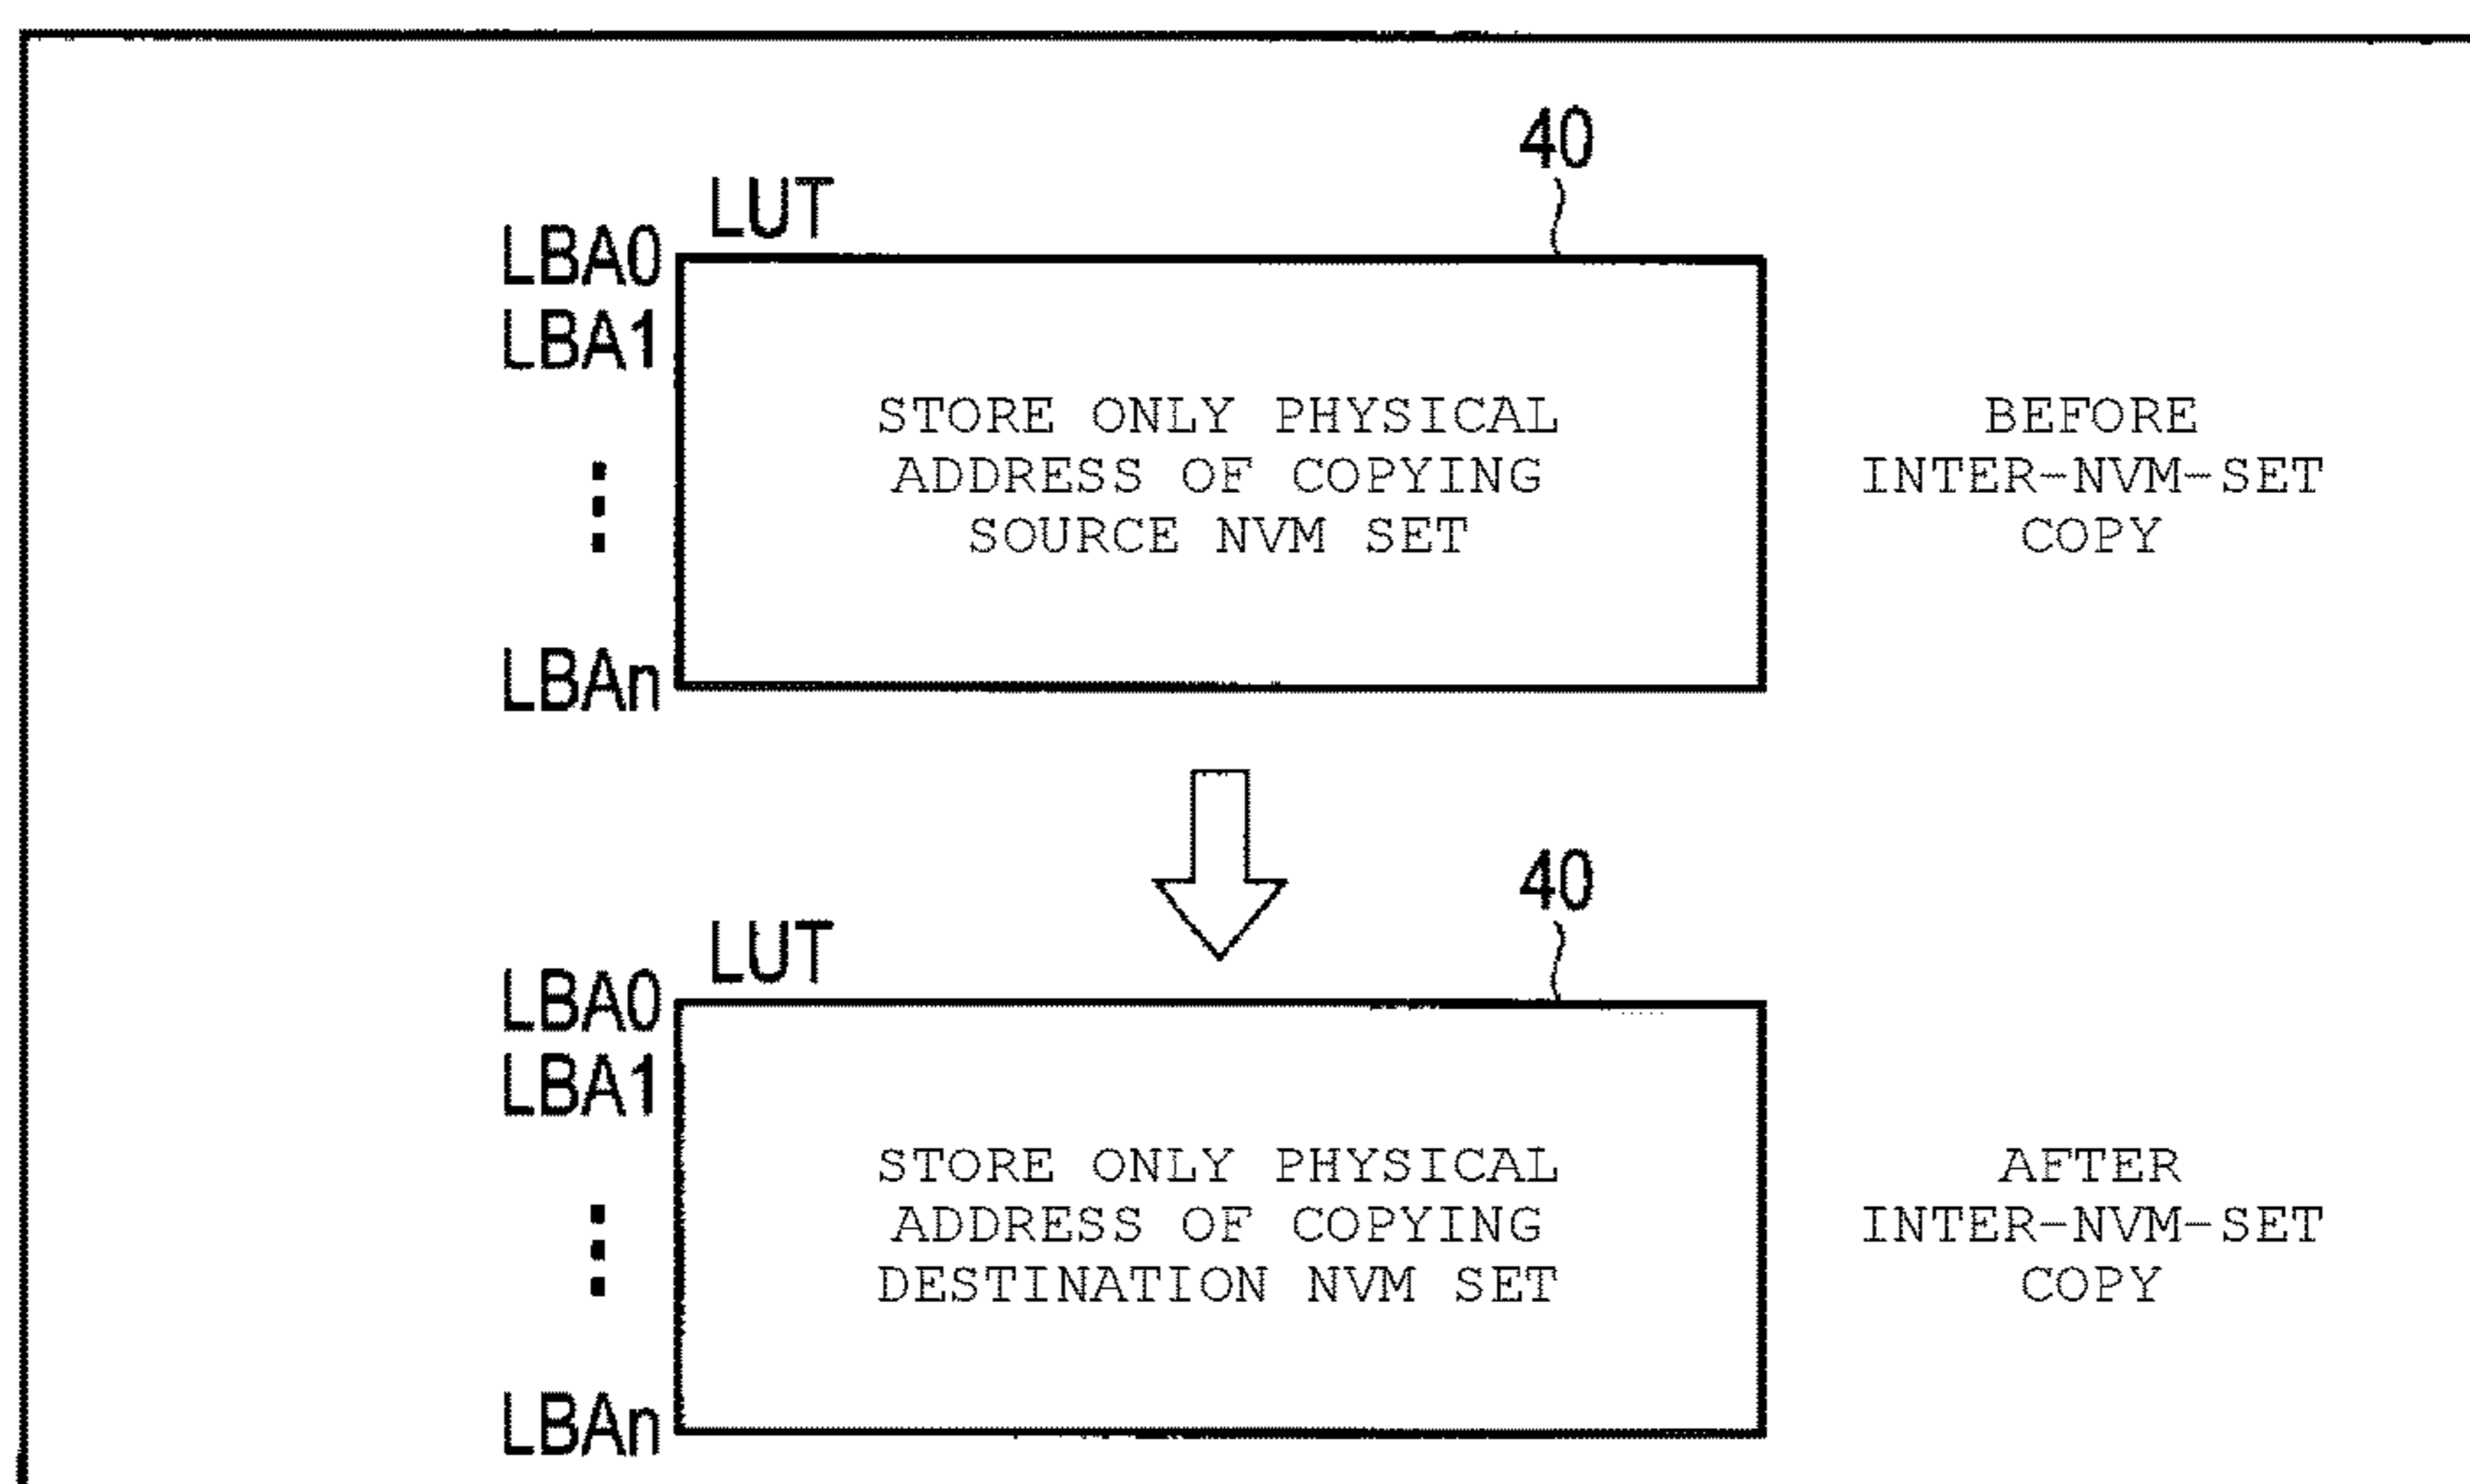 40
LUT
LBA0
LBA1
STORE ONLY PHYSICAL
ADDRESS OF COPYING
SOURCE NVM SET
BEFORE
INTER-NVM-SET
COPY
LBAn
40
LUT
LBA0
LBA1
STORE ONLY PHYSICAL
ADDRESS OF COPYING
DESTINATION NVM SET
AFTER
INTER-NVM-SET
COPY
LBAn